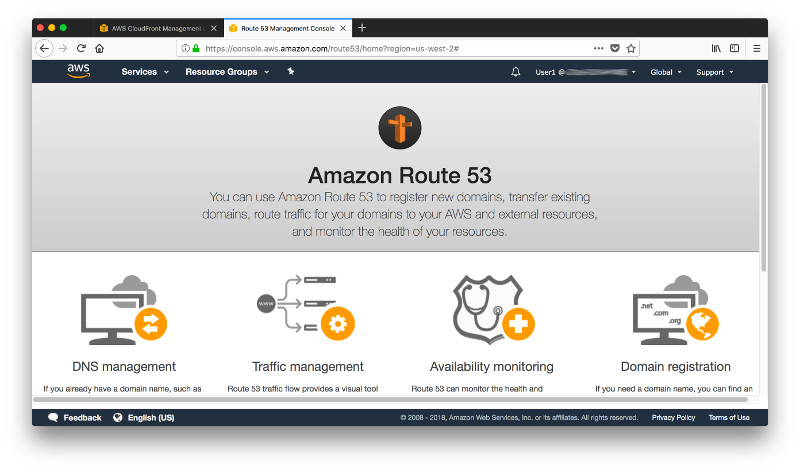 AWS CloudFront Management
Route 53 Management Console
https://console.aws.amazon.com/route53/home?region=us-west-2#
aws
Services
Resource Groups
User1 @
Global
Support
Amazon Route 53
You can use Amazon Route 53 to register new domains, transfer existing
domains, route traffic for your domains to your AWS and external resources,
and monitor the health of your resources.
www
.net
.com
.org
DNS management
Traffic management
Availability monitoring
Domain registration
If you already have a domain name, such as
Route 53 traffic flow provides a visual tool
Route 53 can monitor the health and
If you need a domain name, you can find an
Feedback
English (US)
© 2008 - 2018, Amazon Web Services, Inc. or its affiliates. All rights reserved.
Privacy Policy
Terms of Use